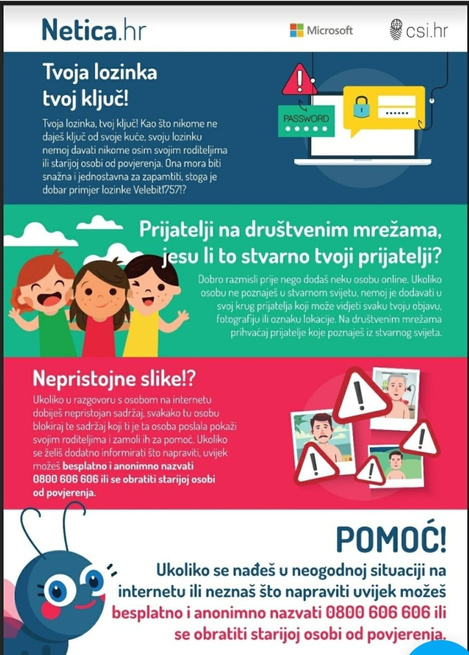 Netica.hr
Microsoft
csi.hr
Tvoja lozinka
tvoj ključ!
Tvoja lozinka, tvoj ključ! Kao što nikome ne
daješ ključ od svoje kuće, svoju lozinku
nemoj davati nikome osim svojim roditeljima
ili starijoj osobi od povjerenja. Ona mora biti
snažna i jednostavna za zapamtiti, stoga je
dobar primjer lozinke Velebit1757!?
PASSWORD
Prijatelji na društvenim mrežama,
jesu li to stvarno tvoji prijatelji?
Dobro razmisli prije nego dodaš neku osobu online. Ukoliko
osobu ne poznaješ u stvarnom svijetu, nemoj je dodavati u
svoj krug prijatelja koji može vidjeti svaku tvoju objavu,
fotografiju ili oznaku lokacije. Na društvenim mrežama
prihvaćaj prijatelje koje poznaješ iz stvarnog svijeta.
Nepristojne slike!?
Ukoliko u razgovoru s osobom na internetu
dobiješ nepristojan sadržaj, svakako tu osobu
blokiraj te sadržaj koji ti je ta osoba poslala pokaži
svojim roditeljima i zamoli ih za pomoć. Ukoliko
se želiš dodatno informirati što napraviti, uvijek
možeš besplatno i anonimno nazvati
0800 606 606 ili se obratiti starijoj osobi
od povjerenja.
POMOĆ!
Ukoliko se nađeš u neogodnoj situaciji na
internetu ili neznaš što napraviti uvijek možeš
besplatno i anonimno nazvati 0800 606 606 ili
se obratiti starijoj osobi od povjerenja.